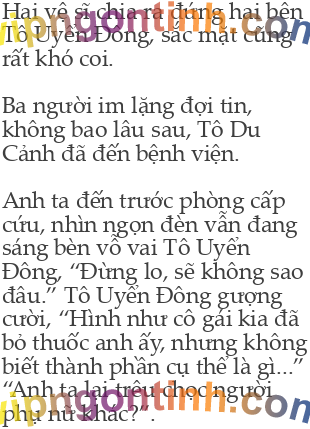 Hai vệ sĩ chia ra đứng hai bên
Tô Uyển Đông, sắc mặt cũng
rất khó coi.
Ba người im lặng đợi tin,
không bao lâu sau, Tô Du
Cảnh đã đến bệnh viện.
Anh ta đến trước phòng cấp
cứu, nhìn ngọn đèn vẫn đang
sáng bèn vỗ vai Tô Uyển
Đông, “Đừng lo, sẽ không sao
đâu.” Tô Uyển Đông gượng
cười, “Hình như cô gái kia đã
bỏ thuốc anh ấy, nhưng không
biết thành phần cụ thể là gì...”
“Anh ta lại trêu chọc người
phụ nữ khác?”.
vipngontinh.com
vipngontinh.com